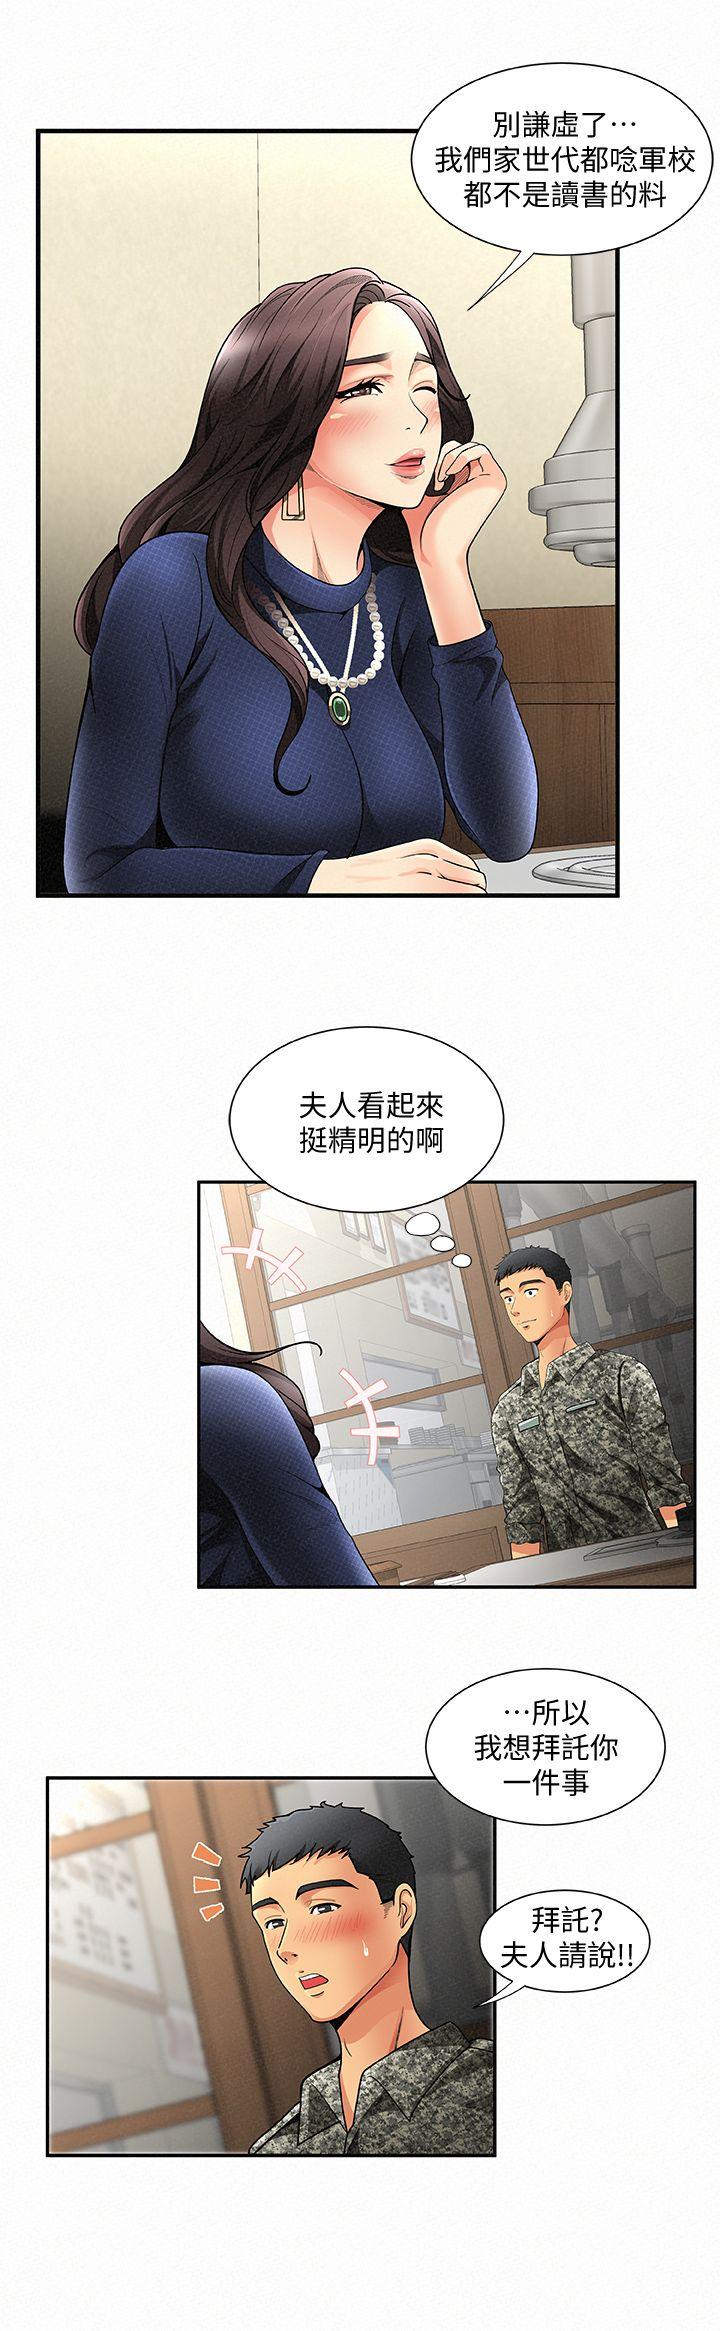 別謙虛了…
我們家世代都唸軍校
都不是讀書的料
夫人看起來
挺精明的啊
…所以
我想拜託你
一件事
拜託?
夫人請說!!